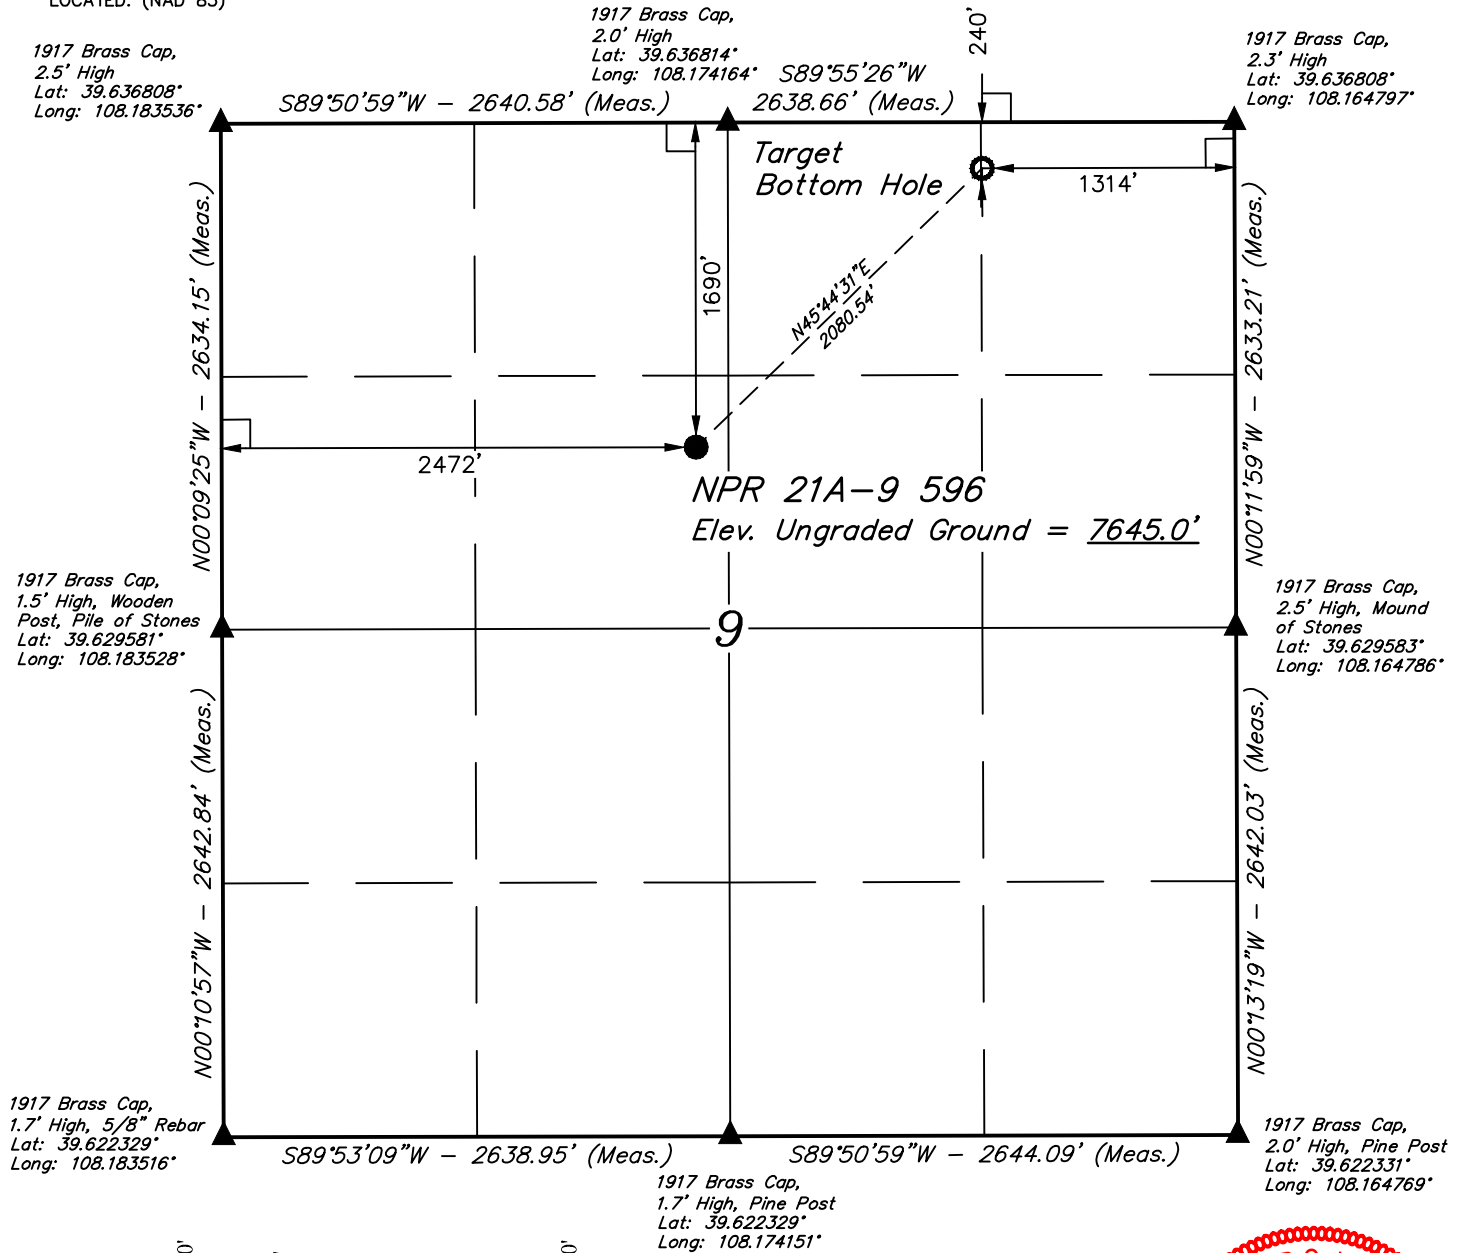 LOCATED: (NAD 83)
1917 Brass Cap,
2.5' High
Lat: 39.636808°
Long: 108.183536°
1917 Brass Cap,
2.0' High
Lat: 39.636814°
Long: 108.174164°
240'
1917 Brass Cap,
2.3' High
Lat: 39.636808°
Long: 108.164797°
S89°50'59"W - 2640.58' (Meas.)
S89°55'26"W
2638.66' (Meas.)
Target
Bottom Hole
1314'
N00°09'25"W - 2634.15' (Meas.)
1690'
N45°44'31"E
2080.54'
N00°11'59"W - 2633.21' (Meas.)
2472'
NPR 21A-9 596
Elev. Ungraded Ground = 7645.0'
1917 Brass Cap,
1.5' High, Wooden
Post, Pile of Stones
Lat: 39.629581°
Long: 108.183528°
9
1917 Brass Cap,
2.5' High, Mound
of Stones
Lat: 39.629583°
Long: 108.164786°
N00°10'57"W - 2642.84' (Meas.)
N00°13'19"W - 2642.03' (Meas.)
1917 Brass Cap,
1.7' High, 5/8" Rebar
Lat: 39.622329°
Long: 108.183516°
S89°53'09"W - 2638.95' (Meas.)
S89°50'59"W - 2644.09' (Meas.)
1917 Brass Cap,
1.7' High, Pine Post
Lat: 39.622329°
Long: 108.174151°
1917 Brass Cap,
2.0' High, Pine Post
Lat: 39.622331°
Long: 108.164769°